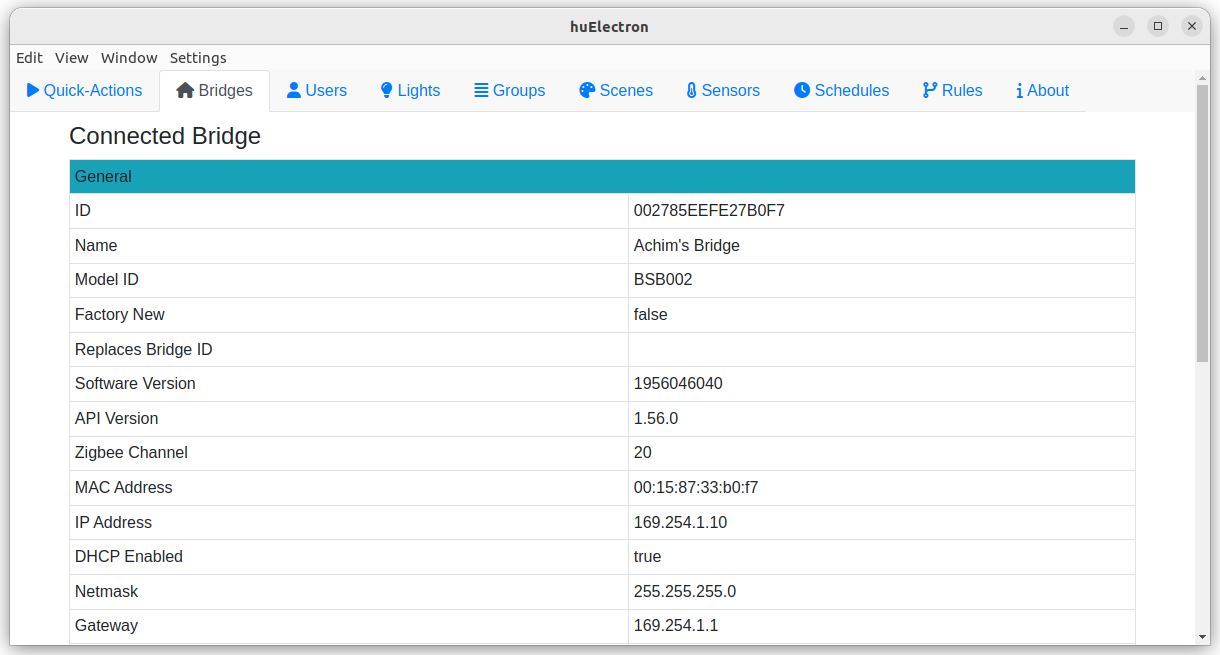 huElectron
Edit View Window Settings
Quick-Actions Bridges Users Lights Groups Scenes Sensors Schedules Rules About
Connected Bridge
General
ID 002785EEFE27B0F7
Name Achim's Bridge
Model ID BSB002
Factory New false
Replaces Bridge ID
Software Version 1956046040
API Version 1.56.0
Zigbee Channel 20
MAC Address 00:15:87:33:b0:f7
IP Address 169.254.1.10
DHCP Enabled true
Netmask 255.255.255.0
Gateway 169.254.1.1